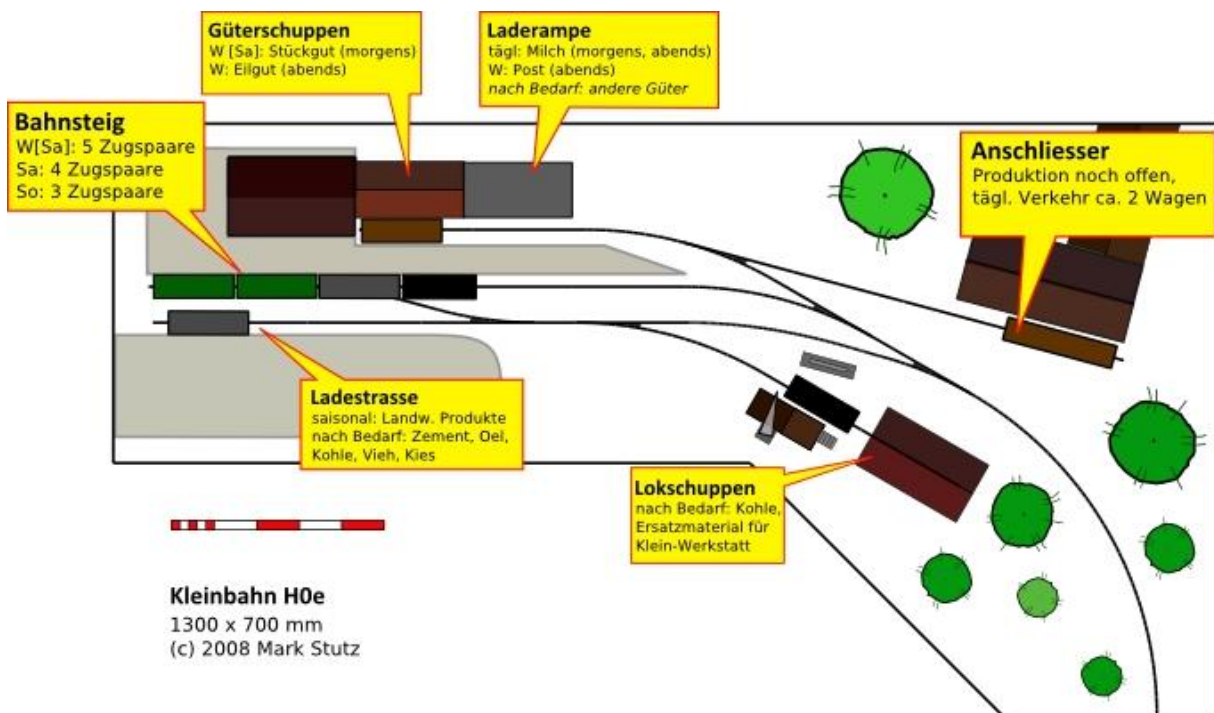 Güterschuppen
W [Sa]: Stückgut (morgens)
W: Eilgut (abends)
Laderampe
tägl: Milch (morgens, abends)
W: Post (abends)
nach Bedarf: andere Güter
Bahnsteig
W[Sa]: 5 Zugspaare
Sa: 4 Zugspaare
So: 3 Zugspaare
Anschliesser
Produktion noch offen,
tägl. Verkehr ca. 2 Wagen
Ladestrasse
saisonal: Landw. Produkte
nach Bedarf: Zement, Oel,
Kohle, Vieh, Kies
Lokschuppen
nach Bedarf: Kohle,
Ersatzmaterial für
Klein-Werkstatt
Kleinbahn H0e
1300 x 700 mm
(c) 2008 Mark Stutz